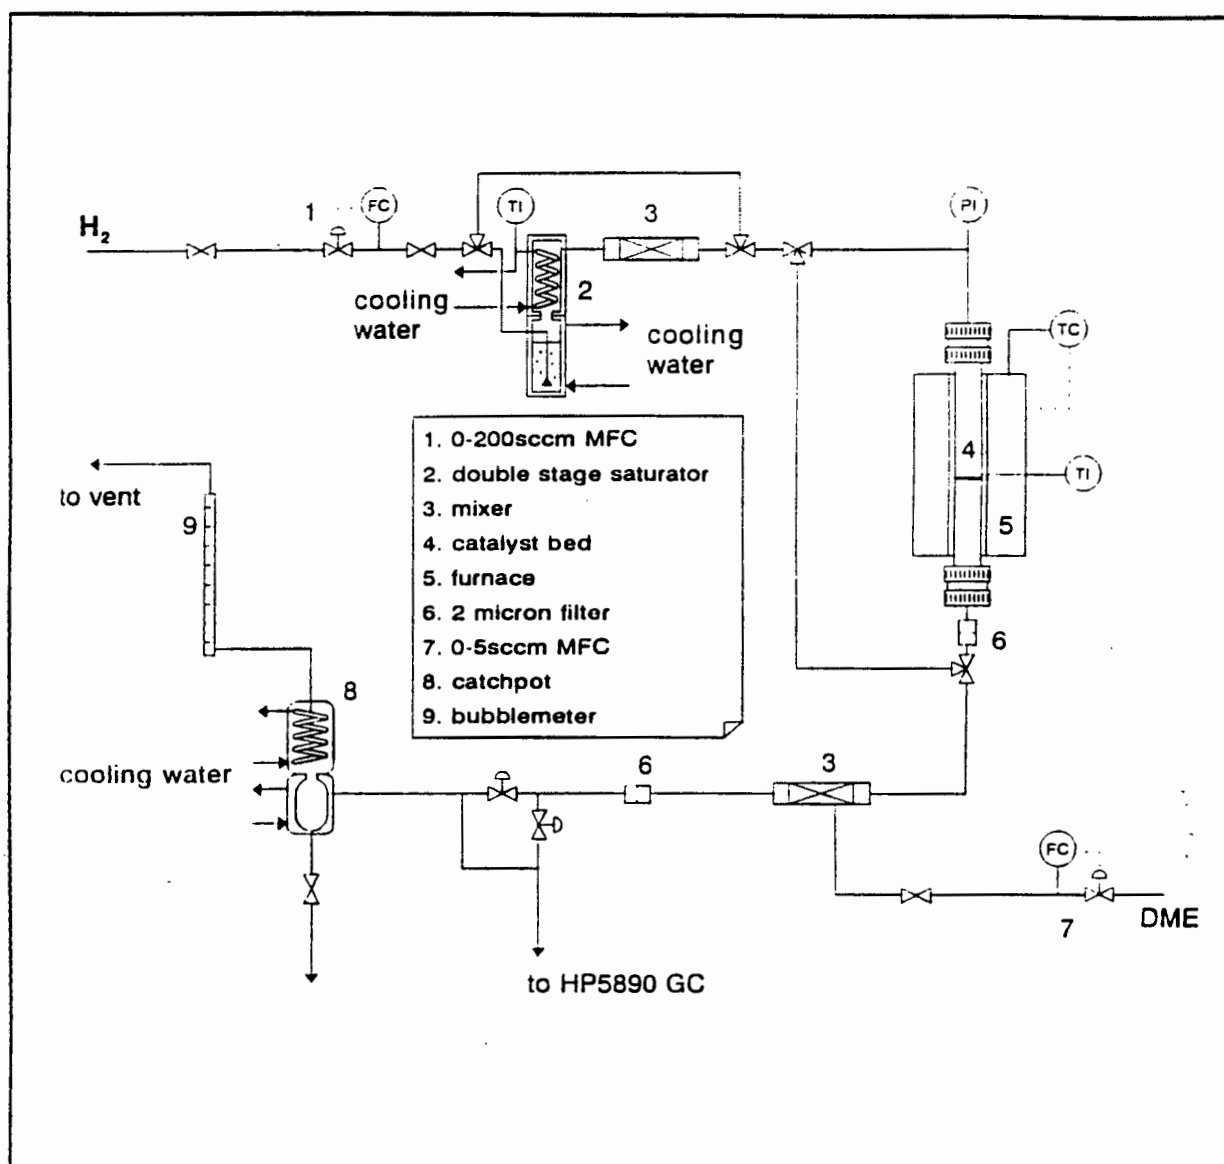 H₂
1
FC
TI
3
PI
2
cooling
water
cooling
water
TC
4
TI
5
1. 0-200sccm MFC
2. double stage saturator
3. mixer
4. catalyst bed
5. furnace
6. 2 micron filter
7. 0-5sccm MFC
8. catchpot
9. bubblemeter
to vent
9
6
8
cooling water
6
3
FC
7
DME
to HP5890 GC